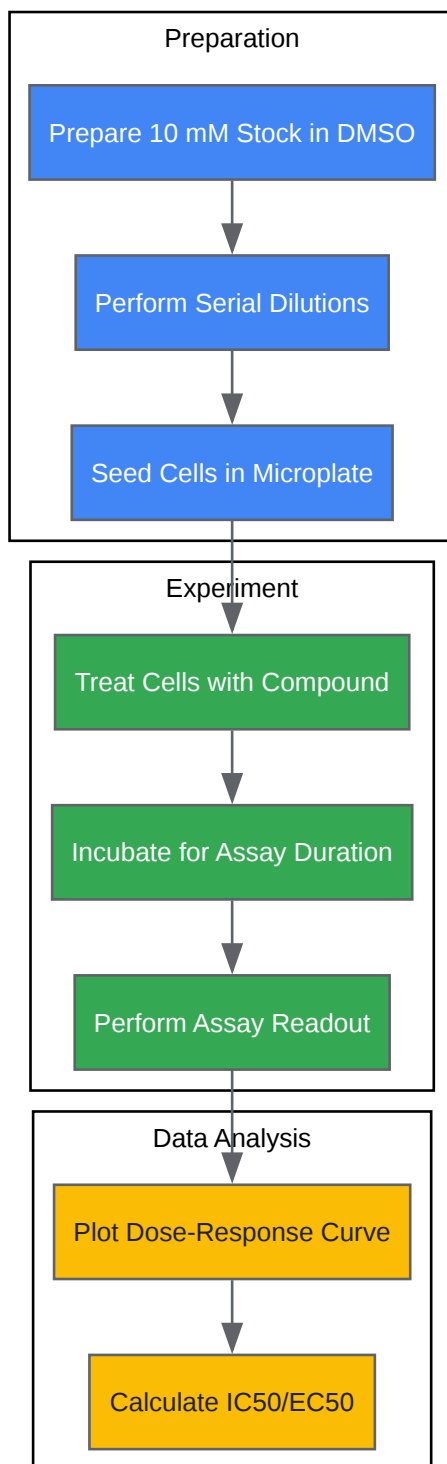 Preparation
Prepare 10 mM Stock in DMSO
Perform Serial Dilutions
Seed Cells in Microplate
Experiment
Treat Cells with Compound
Incubate for Assay Duration
Perform Assay Readout
Data Analysis
Plot Dose-Response Curve
Calculate IC50/EC50